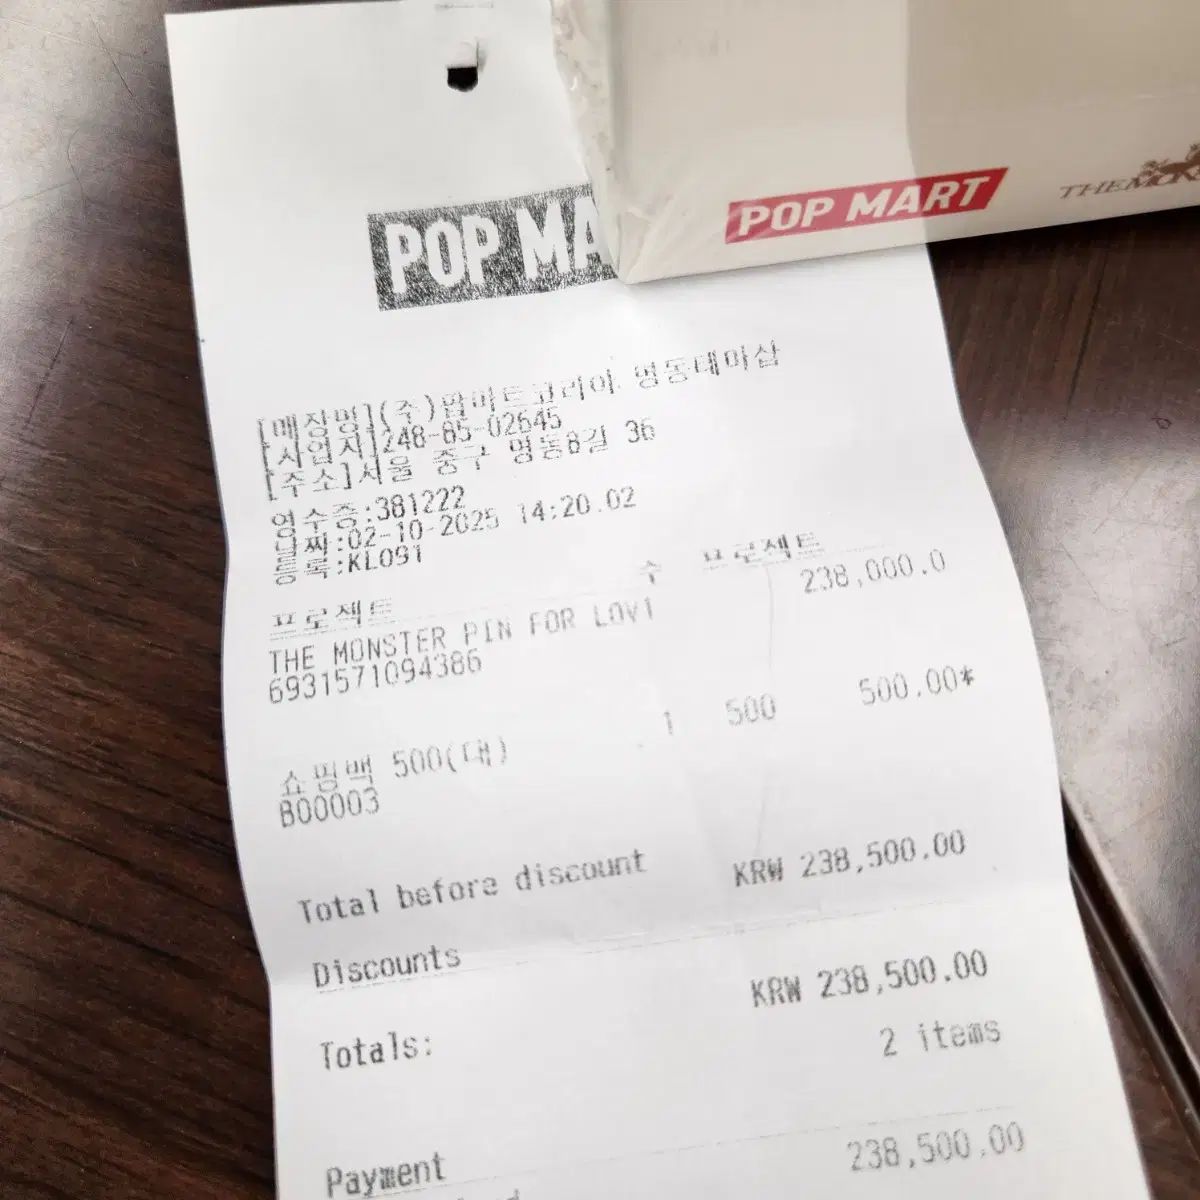 POP MART
THE MONS
POP MA
[매장명](주)팝마트코리아 명동테마샵
[사업자]248-85-02645
[주소]서울 중구 명동8길 36
영수증:381222
날짜:02-10-2025 14:20.02
등록:KL091
프로젝트 수 프로젝트
THE MONSTER PIN FOR LOV1 238,000.0
6931571094386
쇼핑백 500(대) 1 500 500.00*
B00003
Total before discount KRW 238,500.00
Discounts
Totals: KRW 238,500.00
2 items
Payment 238,500.00